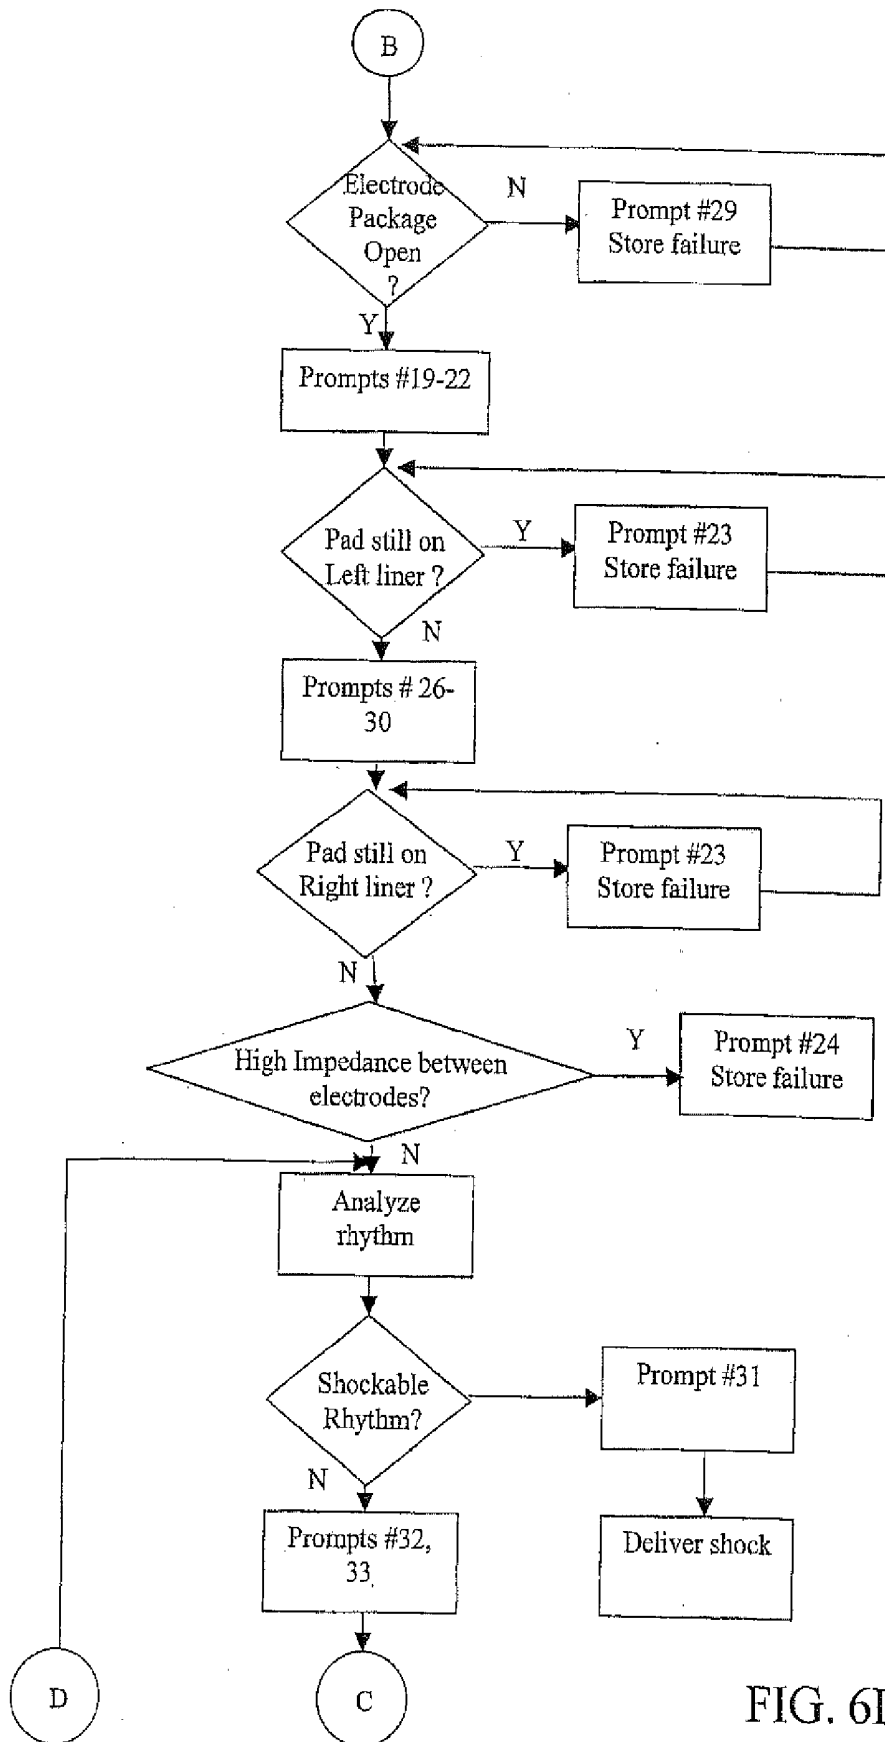 B
Electrode
Package
Open
?
N
Prompt #29
Store failure
Y
Prompts #19-22
Pad still on
Left liner ?
Y
Prompt #23
Store failure
N
Prompts # 26-
30
Pad still on
Right liner ?
Y
Prompt #23
Store failure
N
High Impedance between
electrodes?
Y
Prompt #24
Store failure
N
Analyze
rhythm
Shockable
Rhythm?
Prompt #31
N
Prompts #32,
33
Deliver shock
D
C
FIG.